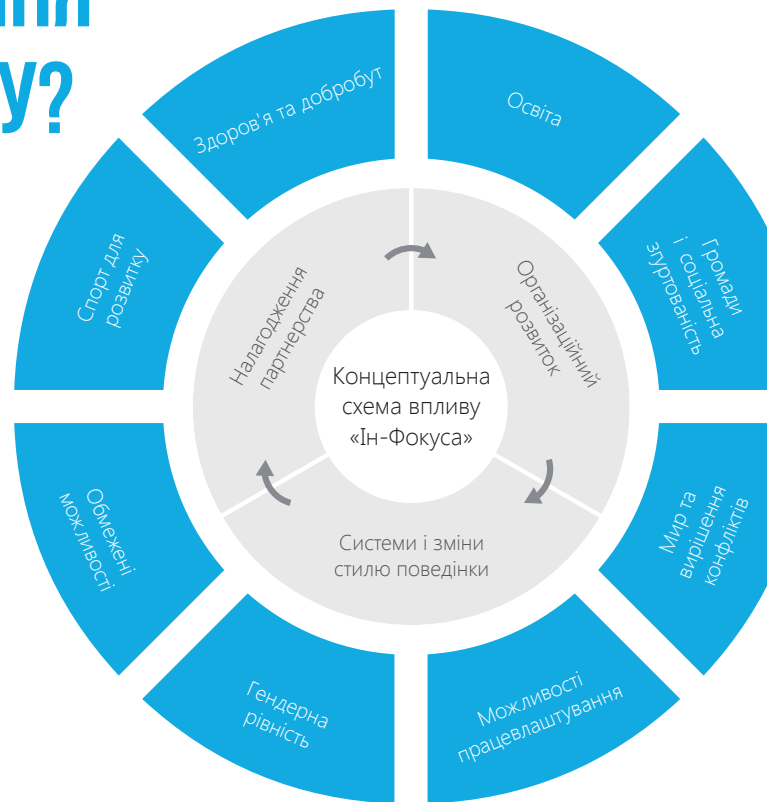 У?
Здоров'я та добробут
Освіта
Громади
і соціальна
згуртованість
Мир та
вирішення
конфліктів
Можливості
працевлаштування
Гендерна
рівність
Обмежені
можливості
Спорт для
розвитку
Налагодження
партнерства
Організаційний
розвиток
Системи і зміни
стилю поведінки
Концептуальна
схема впливу
«Ін-Фокуса»